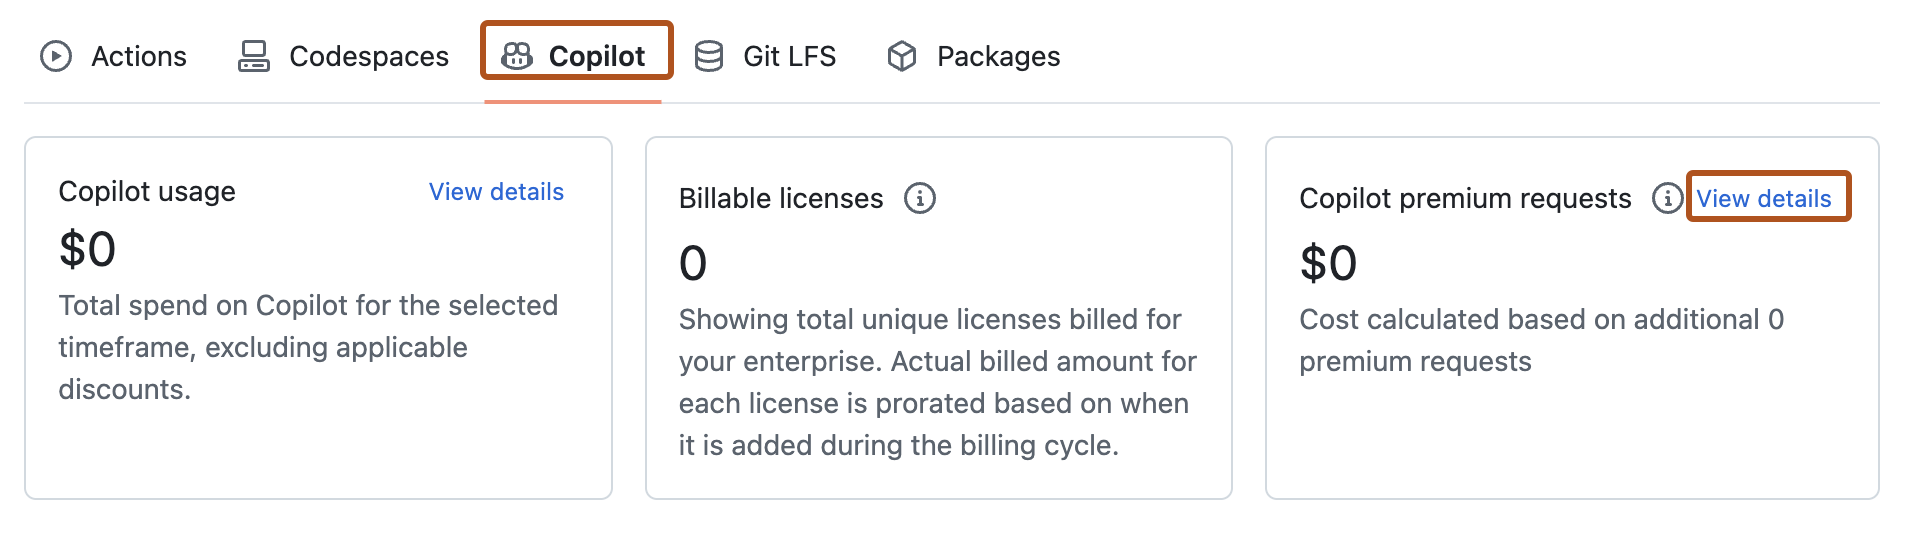 Actions Codespaces Copilot Git LFS Packages
Copilot usage View details
$0
Total spend on Copilot for the selected
timeframe, excluding applicable
discounts.
Billable licenses
0
Showing total unique licenses billed for
your enterprise. Actual billed amount for
each license is prorated based on when
it is added during the billing cycle.
Copilot premium requests View details
$0
Cost calculated based on additional 0
premium requests